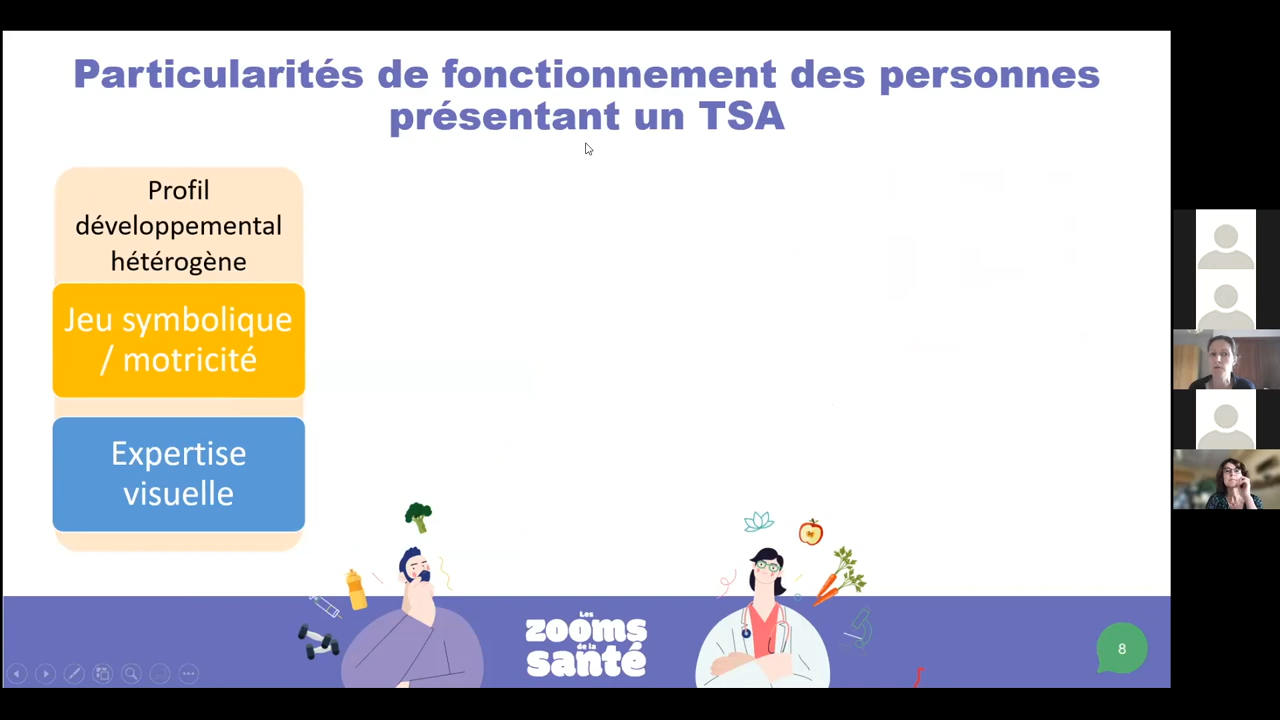 Particularités de fonctionnement des personnes
présentant un TSA
Profil
développemental
hétérogène
Jeu symbolique
/ motricité
Expertise
visuelle
Les
zooms
de la
santé
8